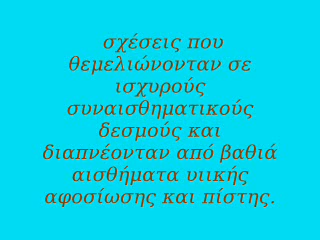 σχέσεις που
θεμελιώνονταν σε
ισχυρούς
συναισθηματικούς
δεσμούς και
διαπνέονταν από βαθιά
αισθήματα υιικής
αφοσίωσης και πίστης.